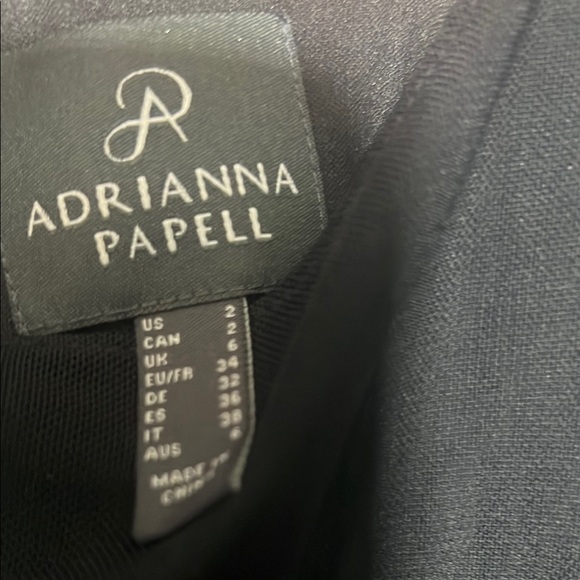 A
ADRIANNA
PAPELL
US 2
CAN 2
UK 6
EU/FR 34
DE 32
ES 36
IT 38
AUS 6
MADE IN
CHINA